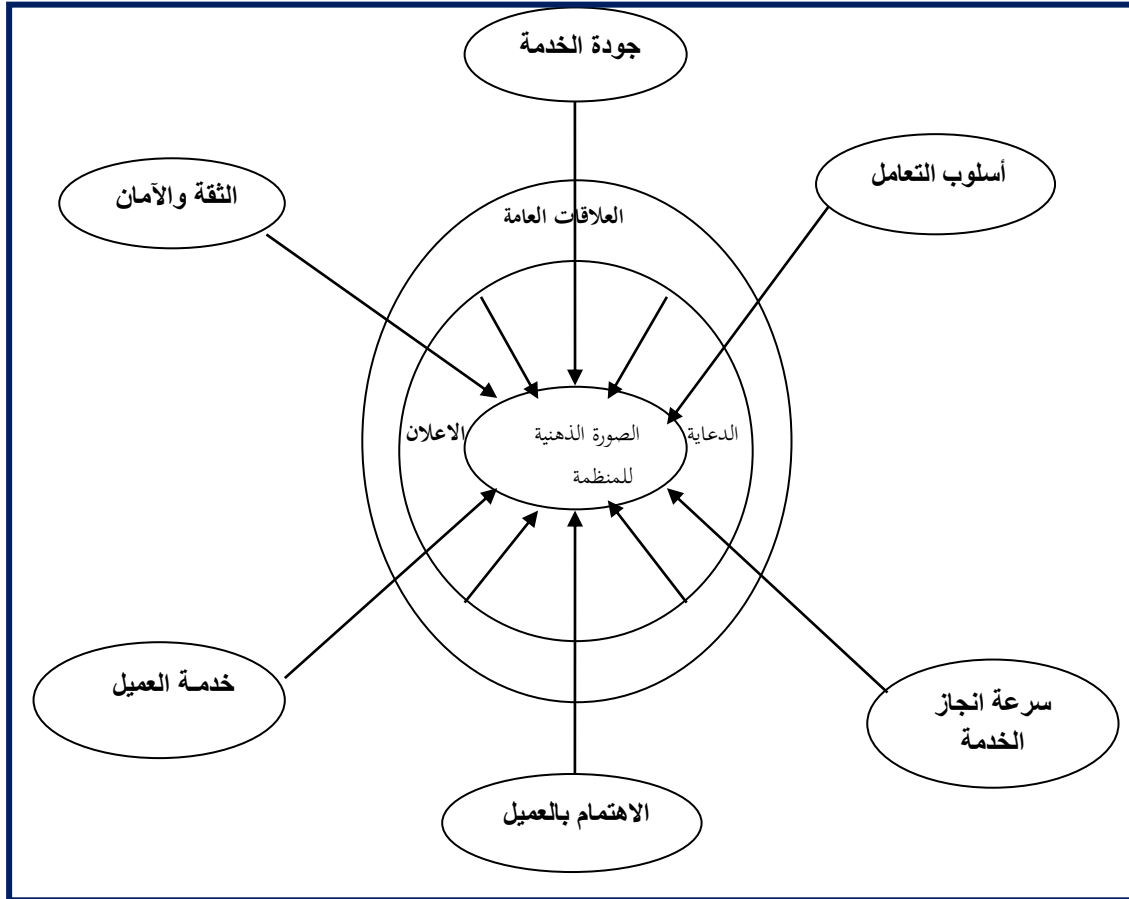 جودة الخدمة
أسلوب التعامل
الثقة والآمان
العلاقات العامة
الدعاية
الصورة الذهنية
للمنظمة
الاعلان
خدمـة العميل
سرعة انجاز
الخدمة
الاهتمام بالعميل